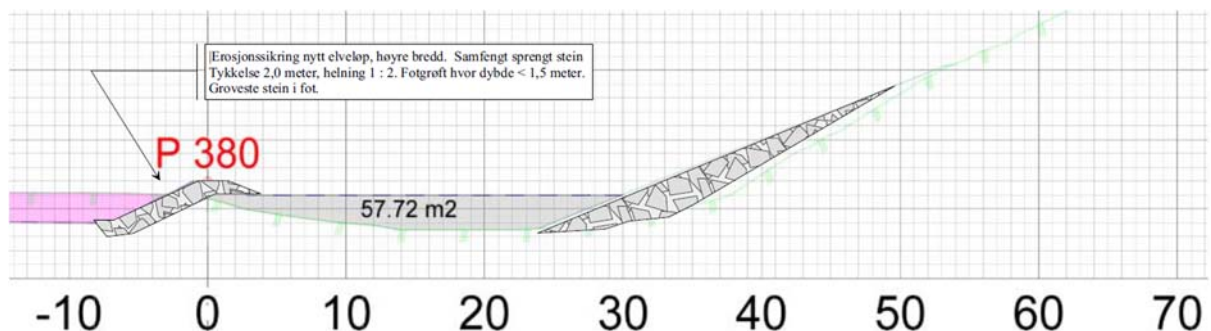 Erosjonssikring nytt elveløp, høyre bredd.  Samfengt sprengt stein
Tykkelse 2,0 meter, helning 1 : 2. Fotgrøft hvor dybde < 1,5 meter.
Groveste stein i fot.
P 380
57.72 m2
-10 0 10 20 30 40 50 60 70